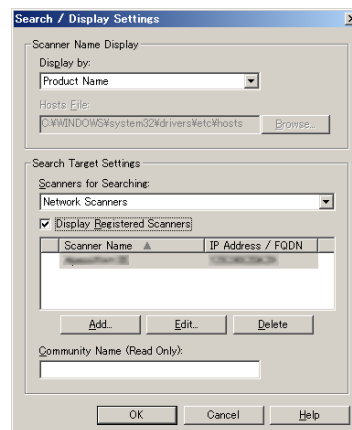 Search / Display Settings
Scanner Name Display
Display by:
Product Name
Hosts File:
C:¥WINDOWS¥system32¥drivers¥etc¥hosts
Browse...
Search Target Settings
Scanners for Searching:
Network Scanners
Display Registered Scanners
Scanner Name IP Address / FQDN
Add... Edit... Delete
Community Name (Read Only):
OK Cancel Help